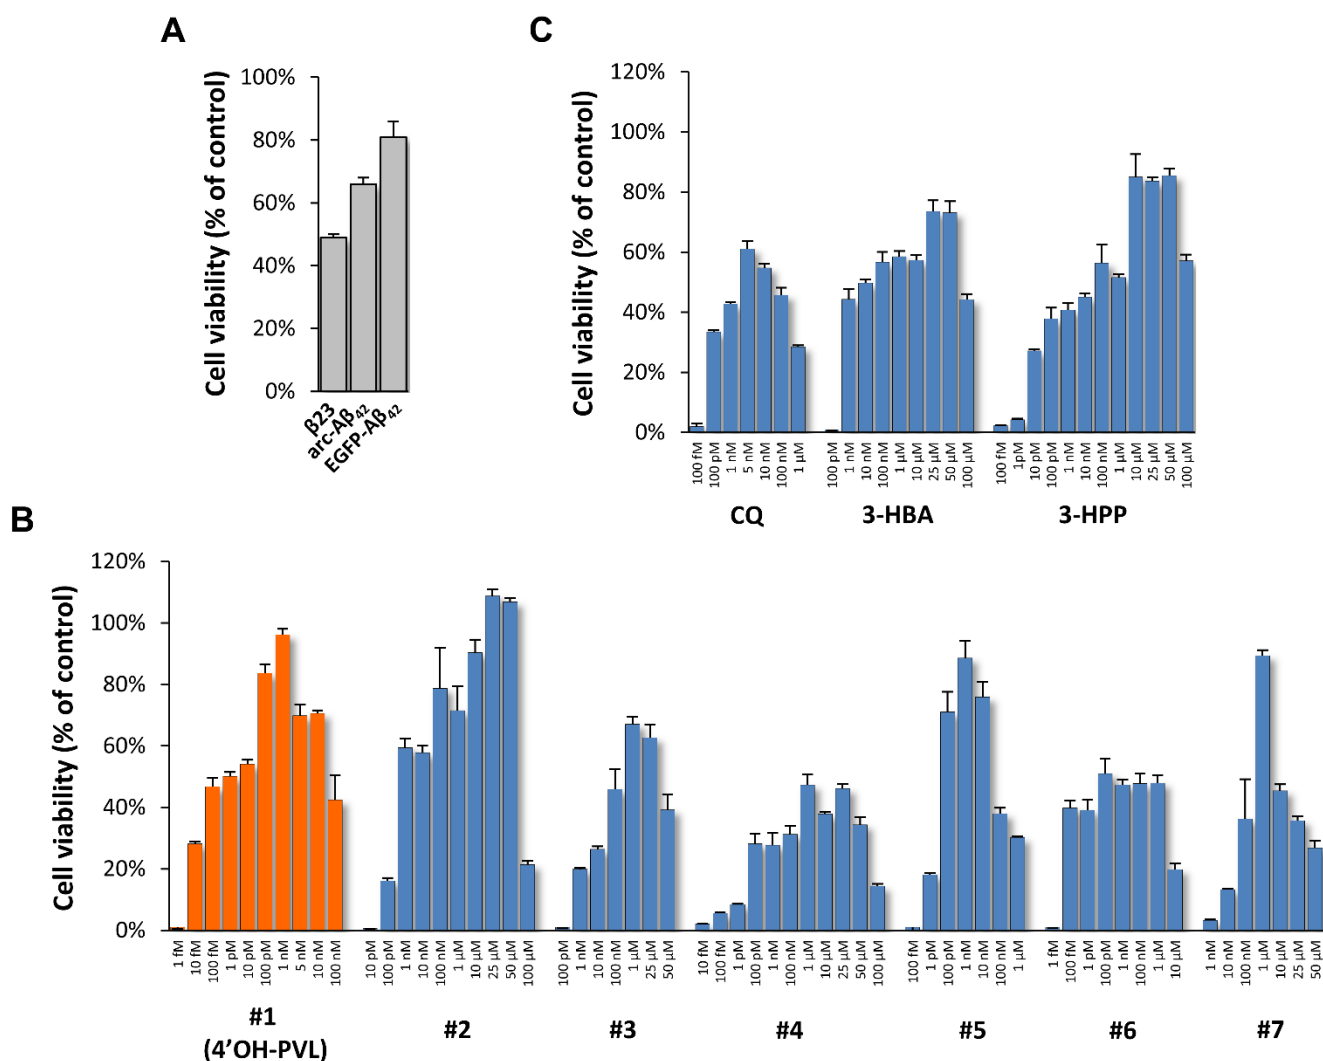 A
Cell viability (% of control)
100%
80%
60%
40%
20%
0%
β23
arc-Aβ42
EGFP-Aβ42
C
Cell viability (% of control)
120%
100%
80%
60%
40%
20%
0%
100 fM
100 pM
1 nM
5 nM
10 nM
100 nM
1 µM
100 pM
1 nM
10 nM
100 nM
1 µM
10 µM
25 µM
50 µM
100 µM
100 fM
1pM
10 pM
100 pM
1 nM
10 nM
100 nM
1 µM
10 µM
25 µM
50 µM
100 µM
CQ 3-HBA 3-HPP
B
Cell viability (% of control)
120%
100%
80%
60%
40%
20%
0%
1 fM
10 fM
100 fM
1 pM
10 pM
100 pM
1 nM
5 nM
10 nM
100 nM
10 pM
100 pM
1 nM
10 nM
100 nM
1 µM
10 µM
25 µM
50 µM
100 µM
100 pM
1 nM
10 nM
100 nM
1 µM
25 µM
50 µM
10 fM
100 fM
1 pM
100 pM
1 nM
100 nM
1 µM
10 µM
25 µM
50 µM
100 µM
100 fM
1 pM
100 pM
1 nM
10 nM
100 nM
1 µM
1 fM
100 fM
1 pM
100 pM
1 nM
100 nM
1 µM
10 µM
1 nM
10 nM
100 nM
1 µM
10 µM
25 µM
50 µM
#1 #2 #3 #4 #5 #6 #7
(4’OH-PVL)